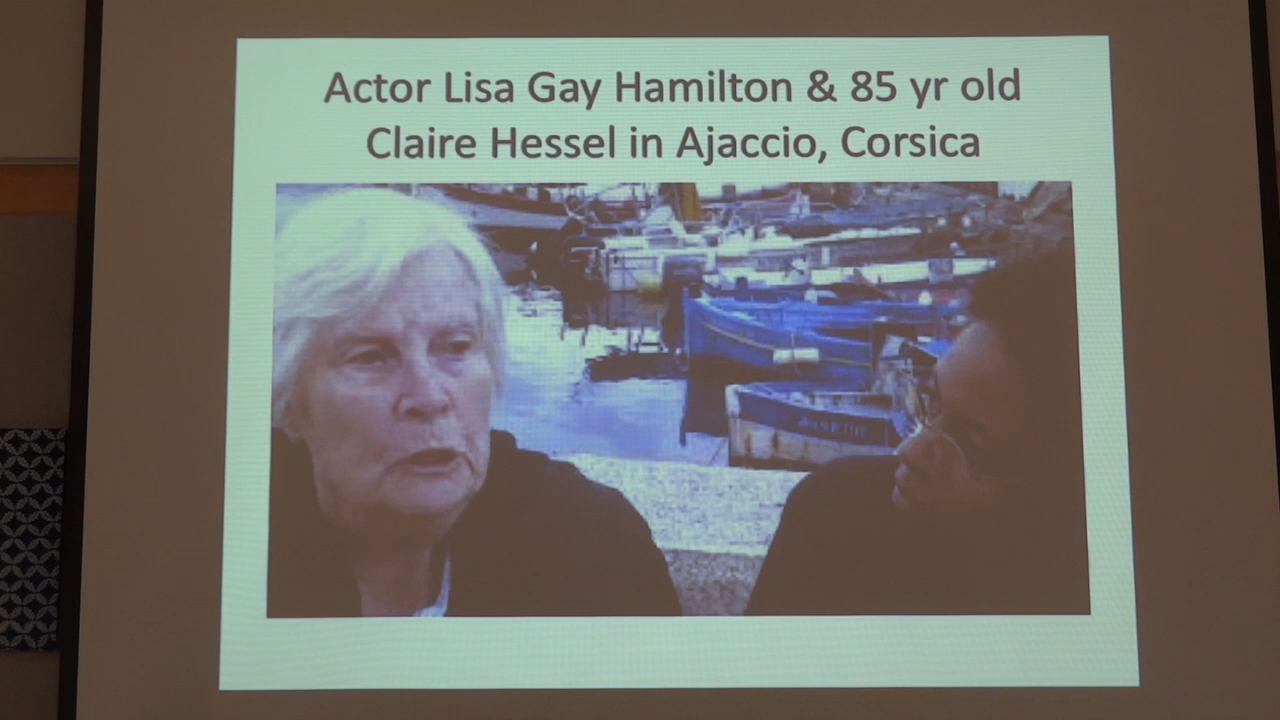 Actor Lisa Gay Hamilton & 85 yr old
Claire Hessel in Ajaccio, Corsica